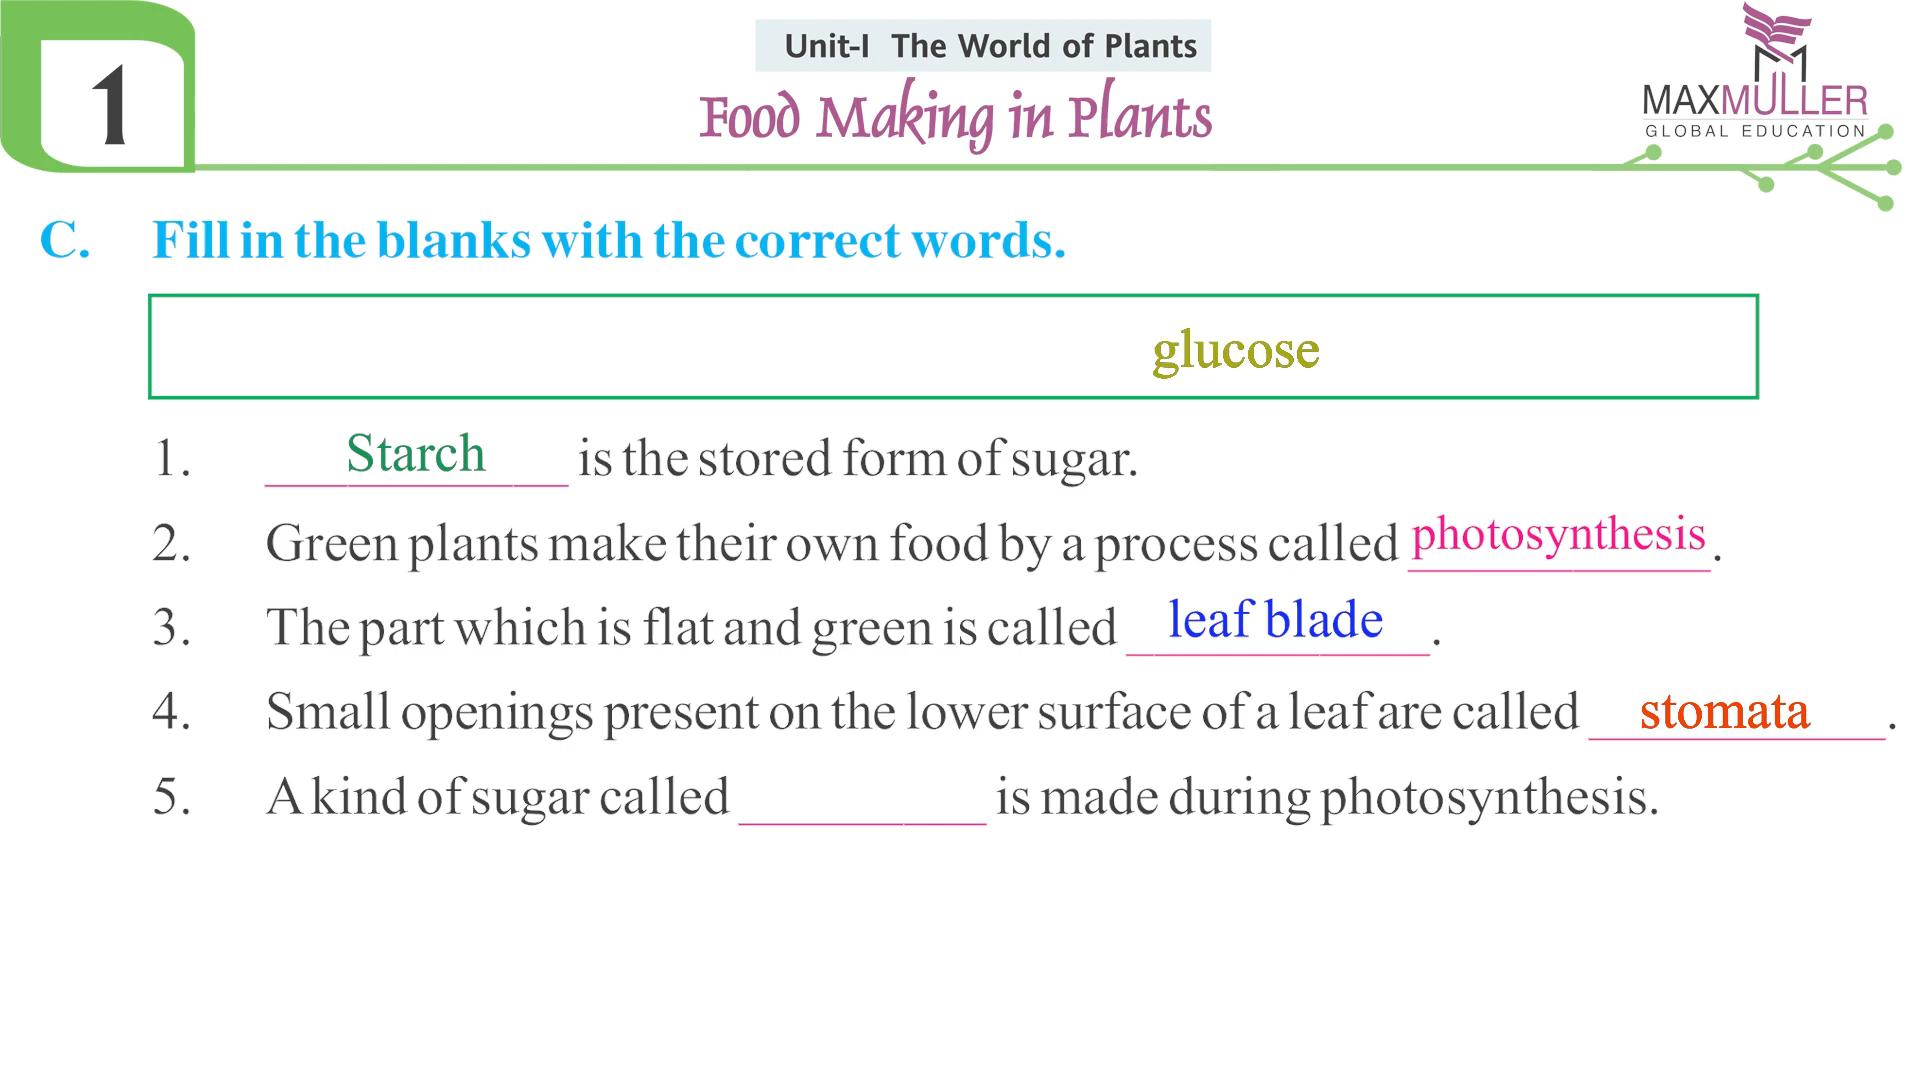 1
Unit-I The World of Plants
Food Making in Plants
MAXMULLER
GLOBAL EDUCATION
C. Fill in the blanks with the correct words.
glucose
1. Starch is the stored form of sugar.
2. Green plants make their own food by a process called photosynthesis.
3. The part which is flat and green is called leaf blade.
4. Small openings present on the lower surface of a leaf are called stomata.
5. A kind of sugar called __________ is made during photosynthesis.